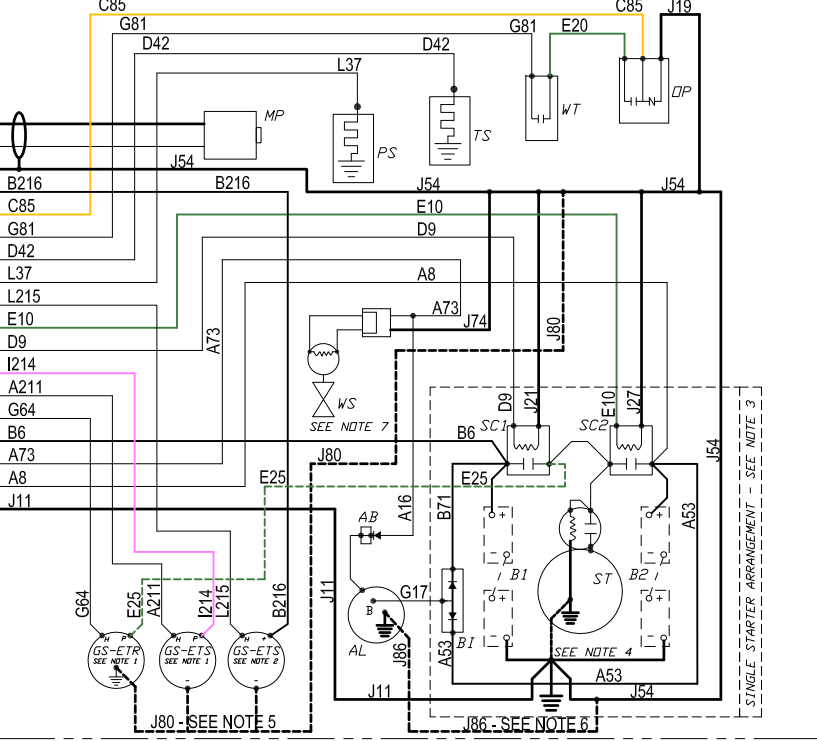 C85
C85
J19
G81
G81
E20
D42
D42
L37
OP
MP
WT
TS
PS
J54
B216
B216
J54
J54
C85
E10
G81
D9
D42
L37
A8
L215
A73
E10
J74
J80
A73
D9
I214
A211
WS
D9
J21
E10
J27
G64
SEE NOTE 7
SC1
SC2
B6
B6
A73
J80
J54
A8
E25
E25
J11
A16
B71
A53
AB
SINGLE STARTER ARRANGEMENT - SEE NOTE 3
- +
- +
B1
ST
B2
- +
- +
G64
E25
A211
I214
L215
B216
J11
G17
B
AL
J86
A53
BI
H P
H P
H +
GS-ETR
SEE NOTE 1
GS-ETS
SEE NOTE 1
GS-ETS
SEE NOTE 2
- -
SEE NOTE 4
A53
J11
J54
J80 - SEE NOTE 5
J86 - SEE NOTE 6